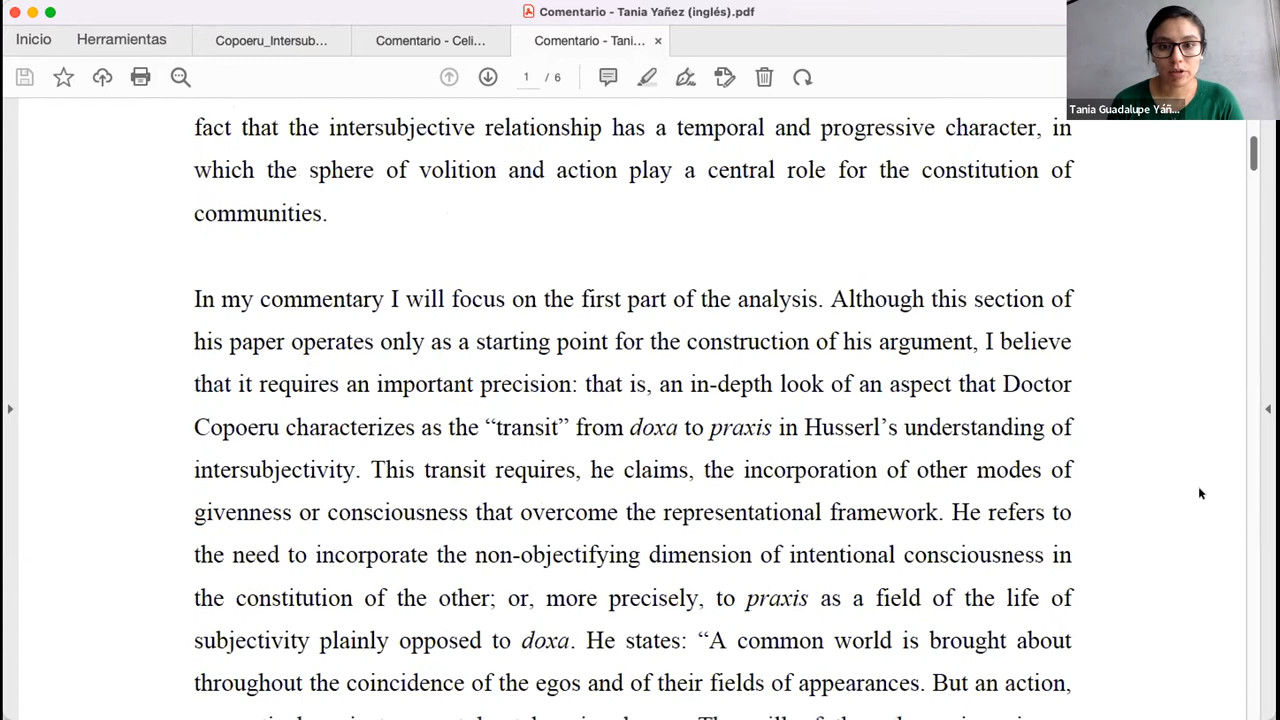 Comentario - Tania Yañez (inglés).pdf
Inicio
Herramientas
Copoeru_Intersub...
Comentario - Celi...
Comentario - Tani...
1 / 6
Tania Guadalupe Yáñ...
fact that the intersubjective relationship has a temporal and progressive character, in
which the sphere of volition and action play a central role for the constitution of
communities.
In my commentary I will focus on the first part of the analysis. Although this section of
his paper operates only as a starting point for the construction of his argument, I believe
that it requires an important precision: that is, an in-depth look of an aspect that Doctor
Copoeru characterizes as the “transit” from doxa to praxis in Husserl’s understanding of
intersubjectivity. This transit requires, he claims, the incorporation of other modes of
givenness or consciousness that overcome the representational framework. He refers to
the need to incorporate the non-objectifying dimension of intentional consciousness in
the constitution of the other; or, more precisely, to praxis as a field of the life of
subjectivity plainly opposed to doxa. He states: “A common world is brought about
throughout the coincidence of the egos and of their fields of appearances. But an action,